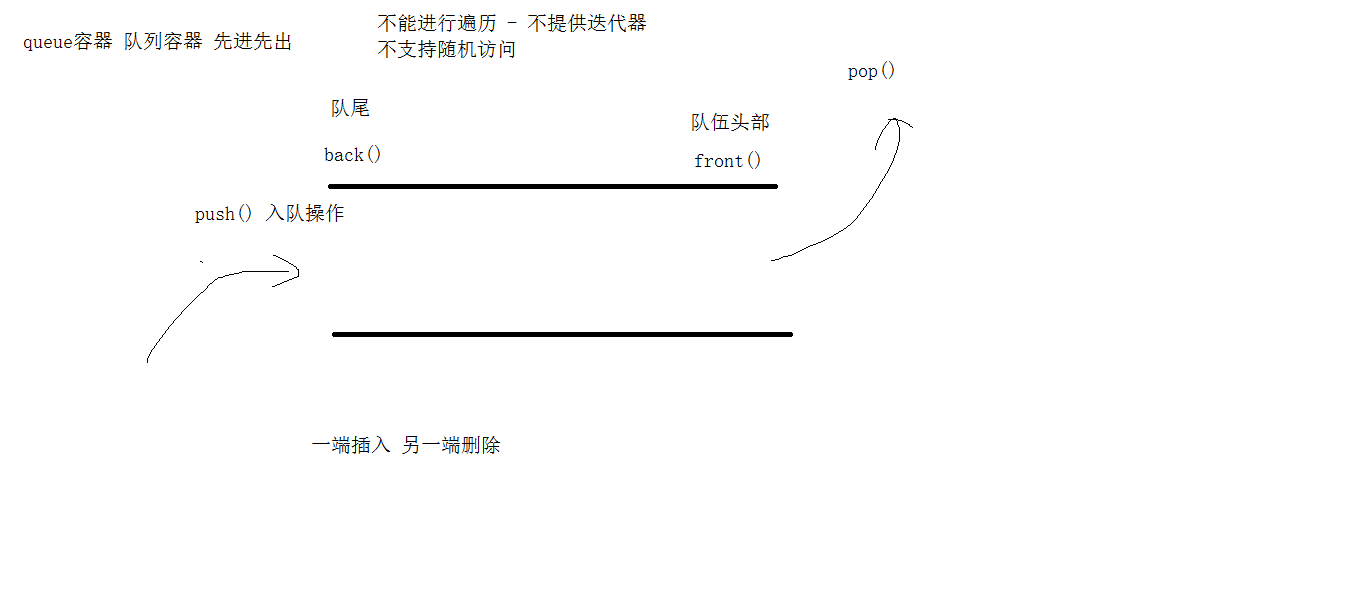 queue容器 队列容器 先进先出
不能进行遍历 - 不提供迭代器
不支持随机访问
pop()
队尾
队伍头部
back()
front()
push() 入队操作
一端插入 另一端删除